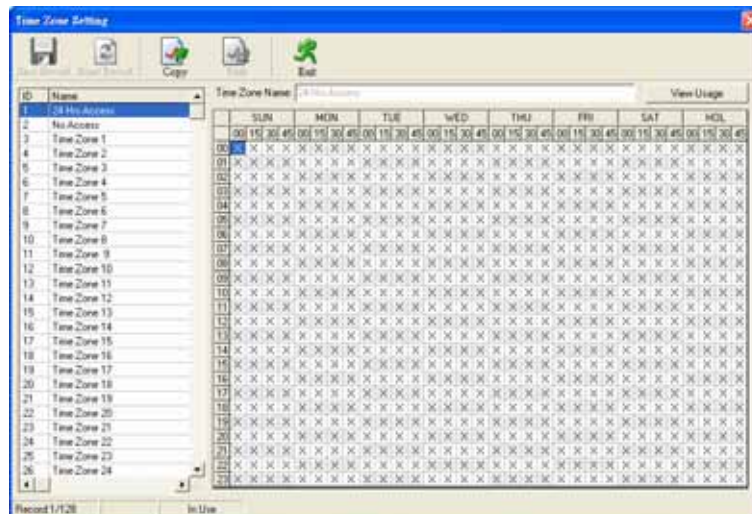 Time Zone Setting
Save Record Reset Record Copy Exit
ID Name
1 24 Hrs Access
2 No Access
3 Time Zone 1
4 Time Zone 2
5 Time Zone 3
6 Time Zone 4
7 Time Zone 5
8 Time Zone 6
9 Time Zone 7
10 Time Zone 8
11 Time Zone 9
12 Time Zone 10
13 Time Zone 11
14 Time Zone 12
15 Time Zone 13
16 Time Zone 14
17 Time Zone 15
18 Time Zone 16
19 Time Zone 17
20 Time Zone 18
21 Time Zone 19
22 Time Zone 20
23 Time Zone 21
24 Time Zone 22
25 Time Zone 23
26 Time Zone 24
Time Zone Name 24 Hrs Access View Usage
SUN MON TUE WED THU FRI SAT HOL
00 15 30 45 00 15 30 45 00 15 30 45 00 15 30 45 00 15 30 45 00 15 30 45 00 15 30 45 00 15 30 45
00 X X X X X X X X X X X X X X X X X X X X X X X X X X X X X X X X
01 X X X X X X X X X X X X X X X X X X X X X X X X X X X X X X X X
02 X X X X X X X X X X X X X X X X X X X X X X X X X X X X X X X X
03 X X X X X X X X X X X X X X X X X X X X X X X X X X X X X X X X
04 X X X X X X X X X X X X X X X X X X X X X X X X X X X X X X X X
05 X X X X X X X X X X X X X X X X X X X X X X X X X X X X X X X X
06 X X X X X X X X X X X X X X X X X X X X X X X X X X X X X X X X
07 X X X X X X X X X X X X X X X X X X X X X X X X X X X X X X X X
08 X X X X X X X X X X X X X X X X X X X X X X X X X X X X X X X X
09 X X X X X X X X X X X X X X X X X X X X X X X X X X X X X X X X
10 X X X X X X X X X X X X X X X X X X X X X X X X X X X X X X X X
11 X X X X X X X X X X X X X X X X X X X X X X X X X X X X X X X X
12 X X X X X X X X X X X X X X X X X X X X X X X X X X X X X X X X
13 X X X X X X X X X X X X X X X X X X X X X X X X X X X X X X X X
14 X X X X X X X X X X X X X X X X X X X X X X X X X X X X X X X X
15 X X X X X X X X X X X X X X X X X X X X X X X X X X X X X X X X
16 X X X X X X X X X X X X X X X X X X X X X X X X X X X X X X X X
17 X X X X X X X X X X X X X X X X X X X X X X X X X X X X X X X X
18 X X X X X X X X X X X X X X X X X X X X X X X X X X X X X X X X
19 X X X X X X X X X X X X X X X X X X X X X X X X X X X X X X X X
20 X X X X X X X X X X X X X X X X X X X X X X X X X X X X X X X X
21 X X X X X X X X X X X X X X X X X X X X X X X X X X X X X X X X
22 X X X X X X X X X X X X X X X X X X X X X X X X X X X X X X X X
23 X X X X X X X X X X X X X X X X X X X X X X X X X X X X X X X X
Record 1/128 In Use